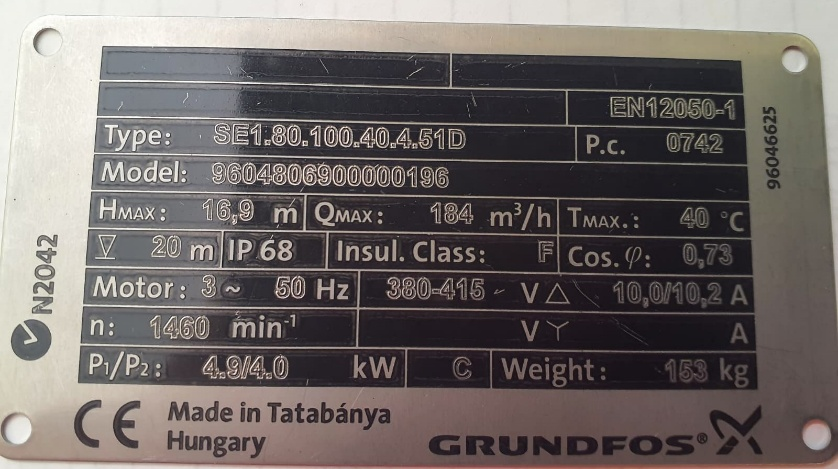 EN12050-1
Type: SE1.80.100.40.4.51D P.c. 0742
Model: 9604806900000196
HMAX: 16,9 m QMAX: 184 m³/h TMAX.: 40 °C
▽ 20 m IP 68 Insul. Class: F Cos. φ: 0,73
Motor: 3 ~ 50 Hz 380-415 V △ 10,0/10,2 A
n: 1460 min⁻¹ V Y A
P₁/P₂: 4.9/4.0 kW C Weight: 153 kg
CE Made in Tatabánya
Hungary
GRUNDFOS®
N2042
96046625